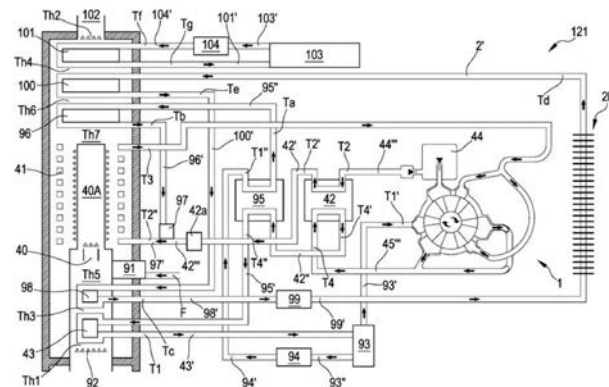 102
Th2
Tf
104'
Tg
101'
104
103'
103
121
101
Th4
100
Th6
96
Te
Tb
95"
Ta
2'
Td
2
100'
Th7
T3
96'
T1"
42'
T2'
T2
44'''
44
41
40A
95
42
T1'
97
42a
T2"
97'
42'''
T4"
42"
T4
T4'
45'''
40
91
Th5
98
F
95'
93'
1
Th3
98'
99
99'
Tc
43
T1
43'
93
Th1
92
94'
94
93"